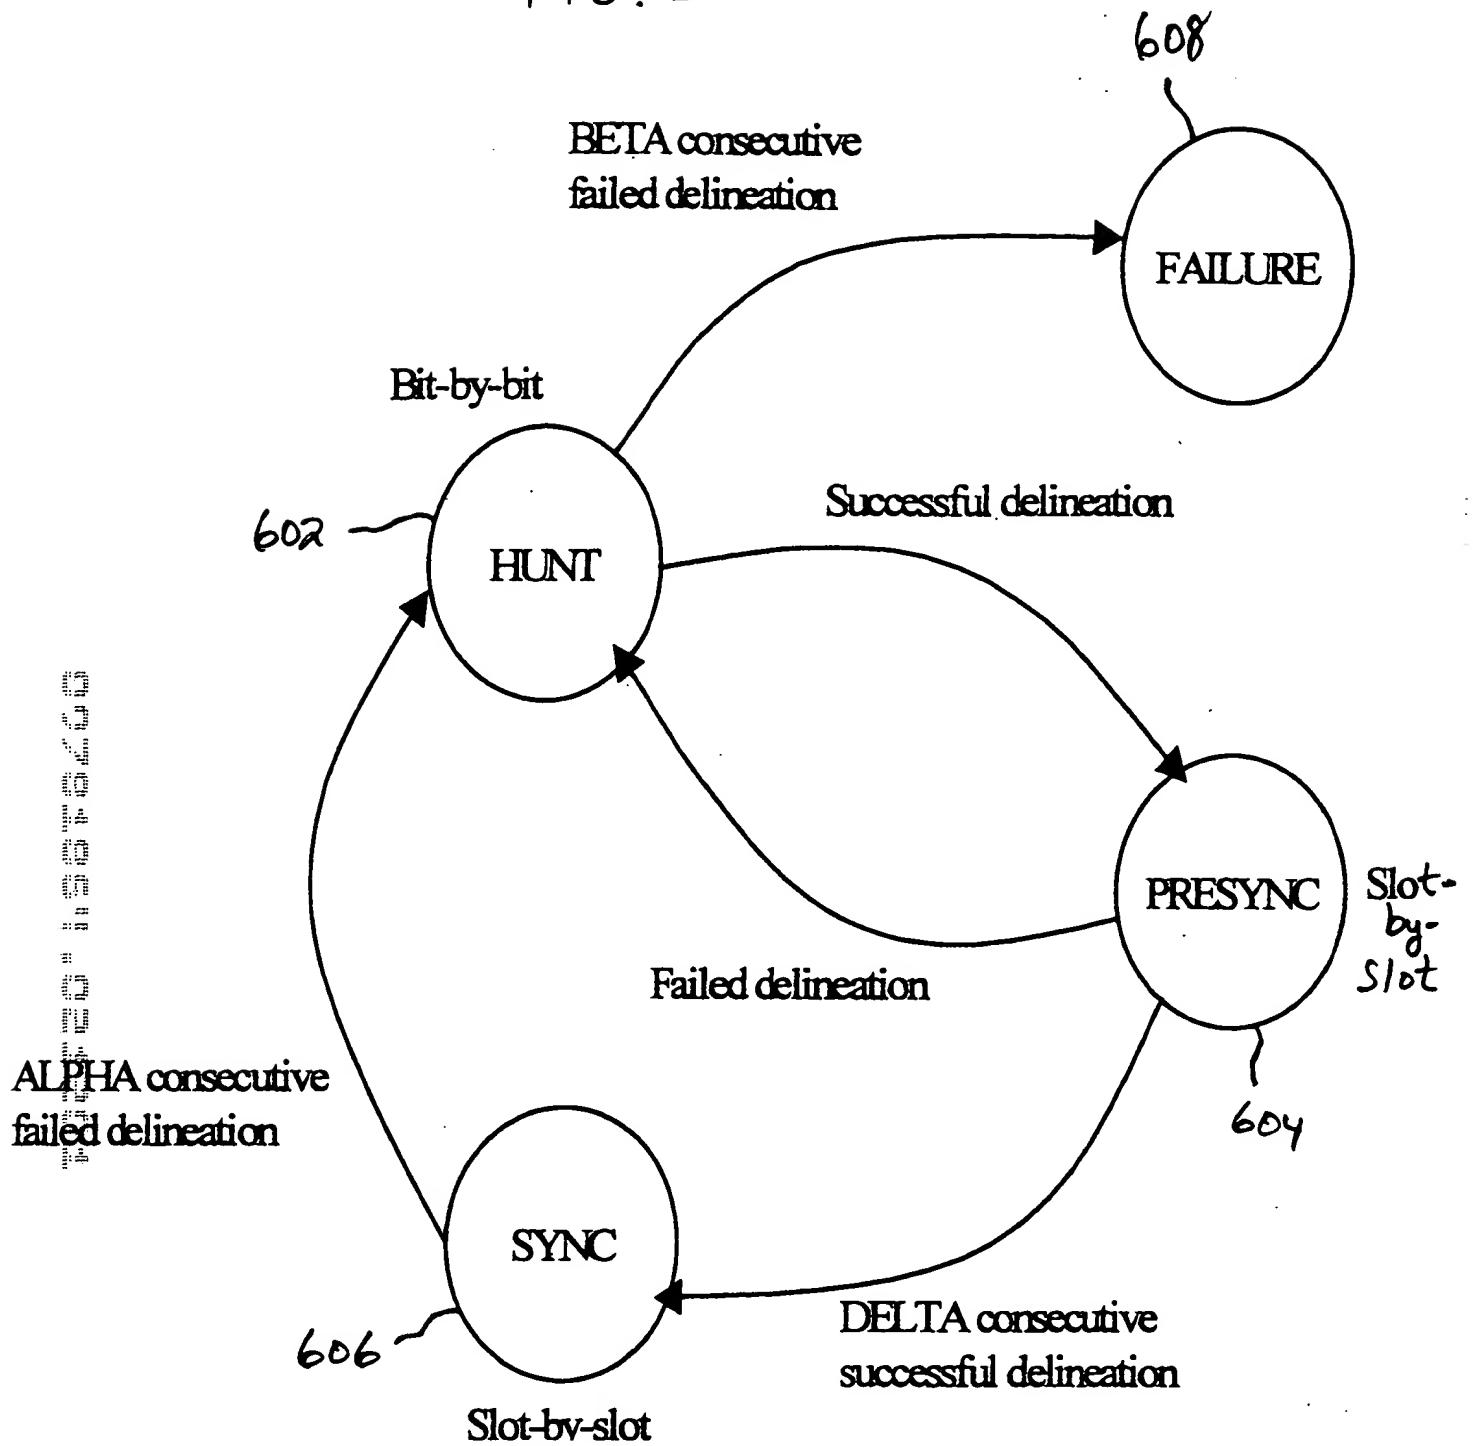 608
BETA consecutive
failed delineation
FAILURE
Bit-by-bit
Successful delineation
602
HUNT
PRESYNC
Slot-
by-
Slot
Failed delineation
ALPHA consecutive
failed delineation
604
SYNC
606
DELTA consecutive
successful delineation
Slot-by-slot